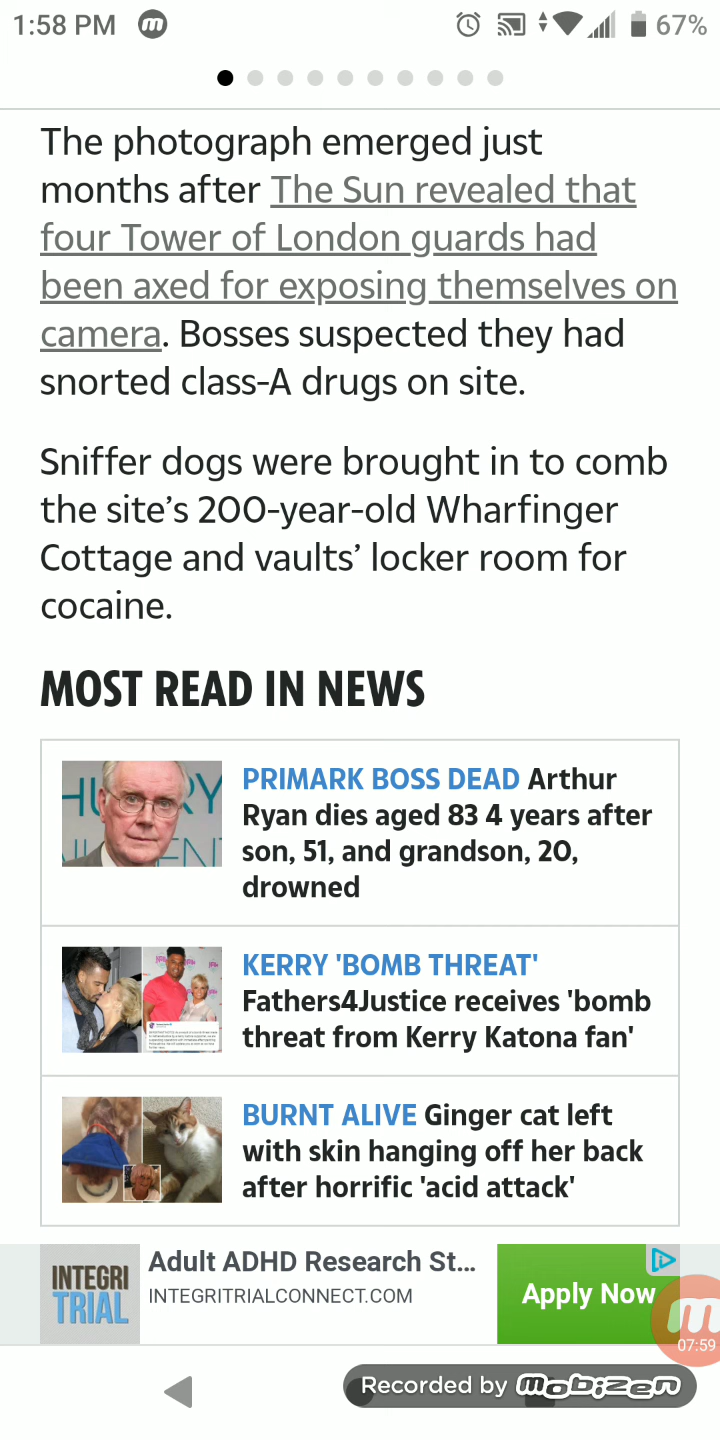 1:58 PM
67%
The photograph emerged just
months after The Sun revealed that
four Tower of London guards had
been axed for exposing themselves on
camera. Bosses suspected they had
snorted class-A drugs on site.
Sniffer dogs were brought in to comb
the site's 200-year-old Wharfinger
Cottage and vaults' locker room for
cocaine.
MOST READ IN NEWS
PRIMARK BOSS DEAD Arthur
Ryan dies aged 83 4 years after
son, 51, and grandson, 20,
drowned
KERRY 'BOMB THREAT'
Fathers4Justice receives 'bomb
threat from Kerry Katona fan'
BURNT ALIVE Ginger cat left
with skin hanging off her back
after horrific 'acid attack'
INTEGRI
TRIAL
Adult ADHD Research St...
INTEGRITRIALCONNECT.COM
Apply Now
07:59
Recorded by mobizen